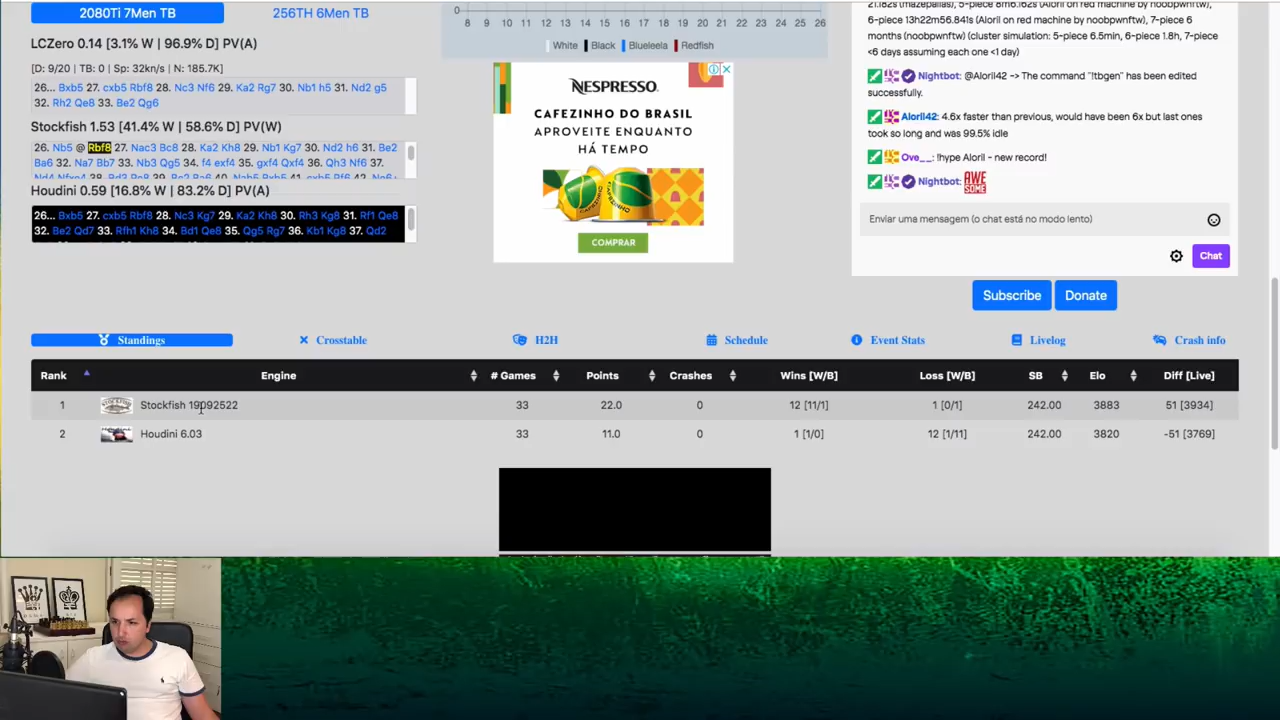 2080Ti 7Men TB
256TH 6Men TB
LCZero 0.14 [3.1% W | 96.9% D] PV(A)
[D: 9/20 | TB: 0 | Sp: 32kn/s | N: 185.7K]
26... Bxb5 27. cxb5 Rbf8 28. Nc3 Nf6 29. Ka2 Rg7 30. Nb1 h5 31. Nd2 g5
32. Rh2 Qe8 33. Be2 Qg6
Stockfish 1.53 [41.4% W | 58.6% D] PV(W)
26. Nb5 @ Rbf8 27. Nac3 Bc8 28. Ka2 Kh8 29. Nb1 Kg7 30. Nd2 h6 31. Be2
Ba6 32. Na7 Bb7 33. Nb3 Qg5 34. f4 exf4 35. gxf4 Qxf4 36. Qh3 Nf6 37.
Houdini 0.59 [16.8% W | 83.2% D] PV(A)
26... Bxb5 27. cxb5 Rbf8 28. Nc3 Kg7 29. Ka2 Kh8 30. Rh3 Kg8 31. Rf1 Qe8
32. Be2 Qd7 33. Rfh1 Kh8 34. Bd1 Qe8 35. Qg5 Rg7 36. Kb1 Kg8 37. Qd2
0
8 9 10 11 12 13 14 15 16 17 18 19 20 21 22 23 24 25 26
White Black Blueleela Redfish
NESPRESSO
CAFEZINHO DO BRASIL
APROVEITE ENQUANTO
HÁ TEMPO
COMPRAR
6-piece 13h22m56.841s (Aloril on red machine by noobpwnftw), 7-piece 6
months (noobpwnftw) (cluster simulation: 5-piece 6.5min, 6-piece 1.8h, 7-piece
<6 days assuming each one <1 day)
Nightbot: @Aloril42 -> The command "!tbgen" has been edited
successfully.
Aloril42: 4.6x faster than previous, would have been 6x but last ones
took so long and was 99.5% idle
Ove__: !hype Aloril - new record!
Nightbot: AWE
SOME
Enviar uma mensagem (o chat está no modo lento)
Chat
Subscribe Donate
Standings Crosstable H2H Schedule Event Stats Livelog Crash info
Rank Engine # Games Points Crashes Wins [W/B] Loss [W/B] SB Elo Diff [Live]
1 Stockfish 19092522 33 22.0 0 12 [11/1] 1 [0/1] 242.00 3883 51 [3934]
2 Houdini 6.03 33 11.0 0 1 [1/0] 12 [1/11] 242.00 3820 -51 [3769]